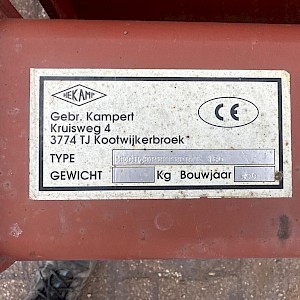 HEKAMP
CE
Gebr. Kampert
Kruisweg 4
3774 TJ Kootwijkerbroek
TYPE
GEWICHT Kg Bouwjaar